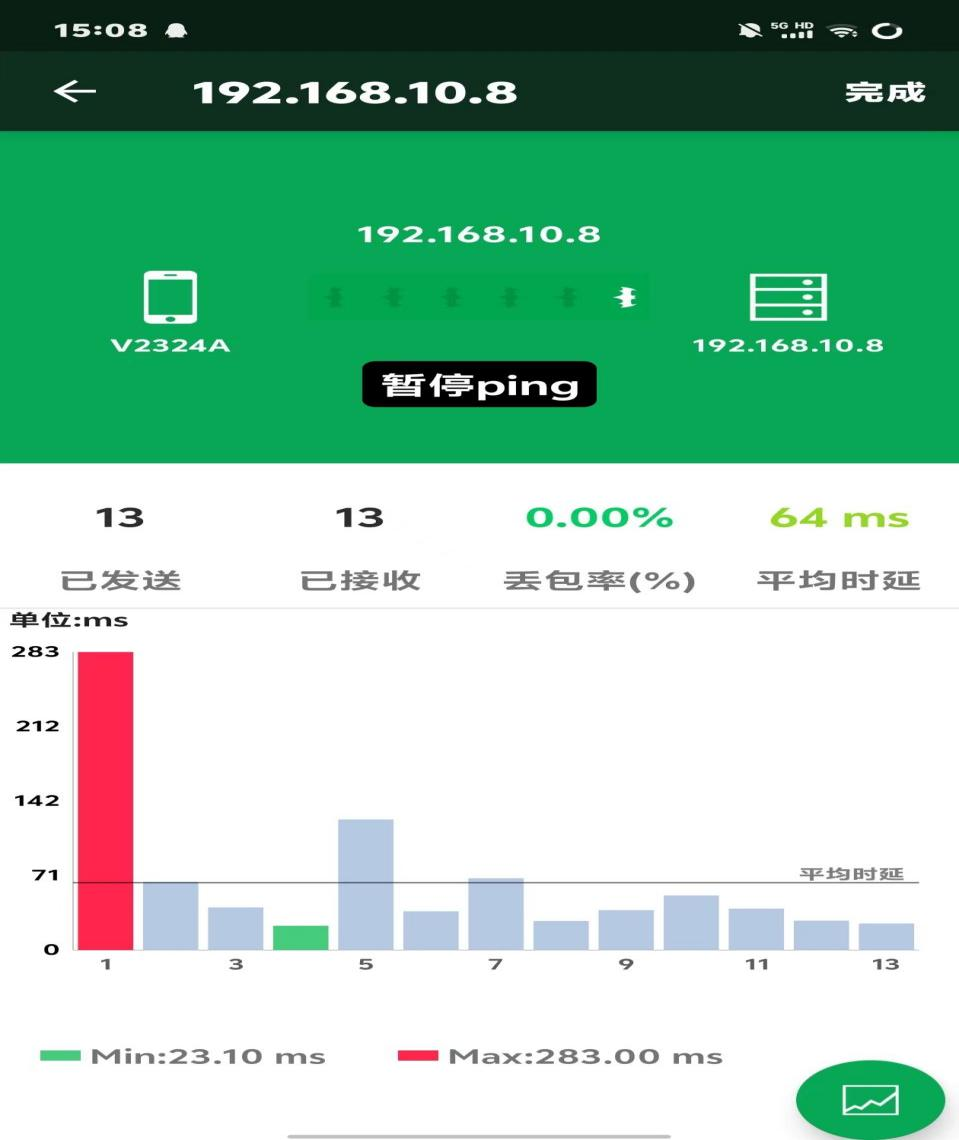 15:08 5G HD
192.168.10.8 完成
192.168.10.8
V2324A 192.168.10.8
暂停ping
13 13 0.00% 64 ms
已发送 已接收 丢包率(%) 平均时延
单位:ms
283
212
142
71 平均时延
0
1 3 5 7 9 11 13
Min:23.10 ms Max:283.00 ms